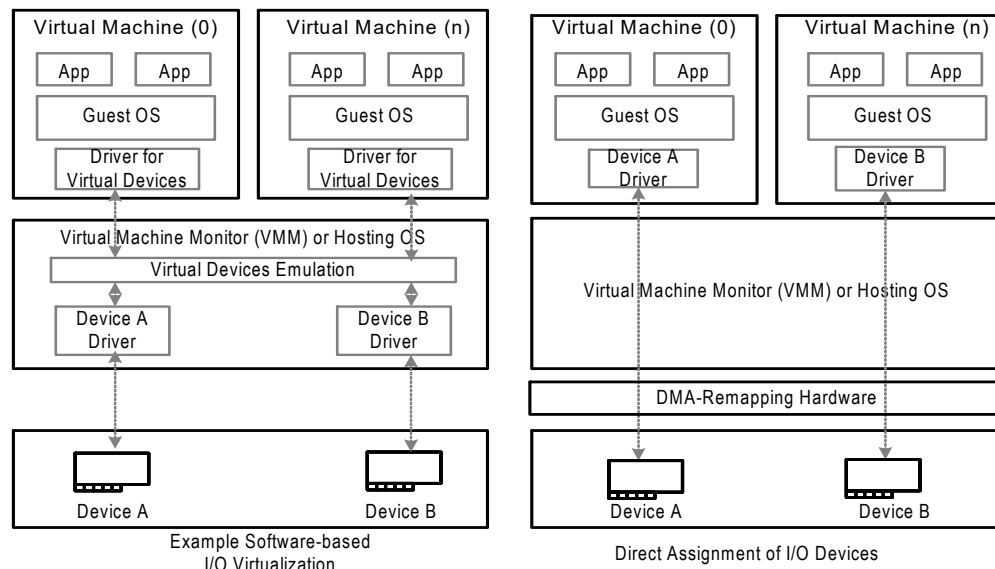 Virtual Machine (0)
App
App
Guest OS
Driver for
Virtual Devices
Virtual Machine (n)
App
App
Guest OS
Driver for
Virtual Devices
Virtual Machine Monitor (VMM) or Hosting OS
Virtual Devices Emulation
Device A
Driver
Device B
Driver
Device A
Device B
Example Software-based
I/O Virtualization
Virtual Machine (0)
App
App
Guest OS
Device A
Driver
Virtual Machine (n)
App
App
Guest OS
Device B
Driver
Virtual Machine Monitor (VMM) or Hosting OS
DMA-Remapping Hardware
Device A
Device B
Direct Assignment of I/O Devices